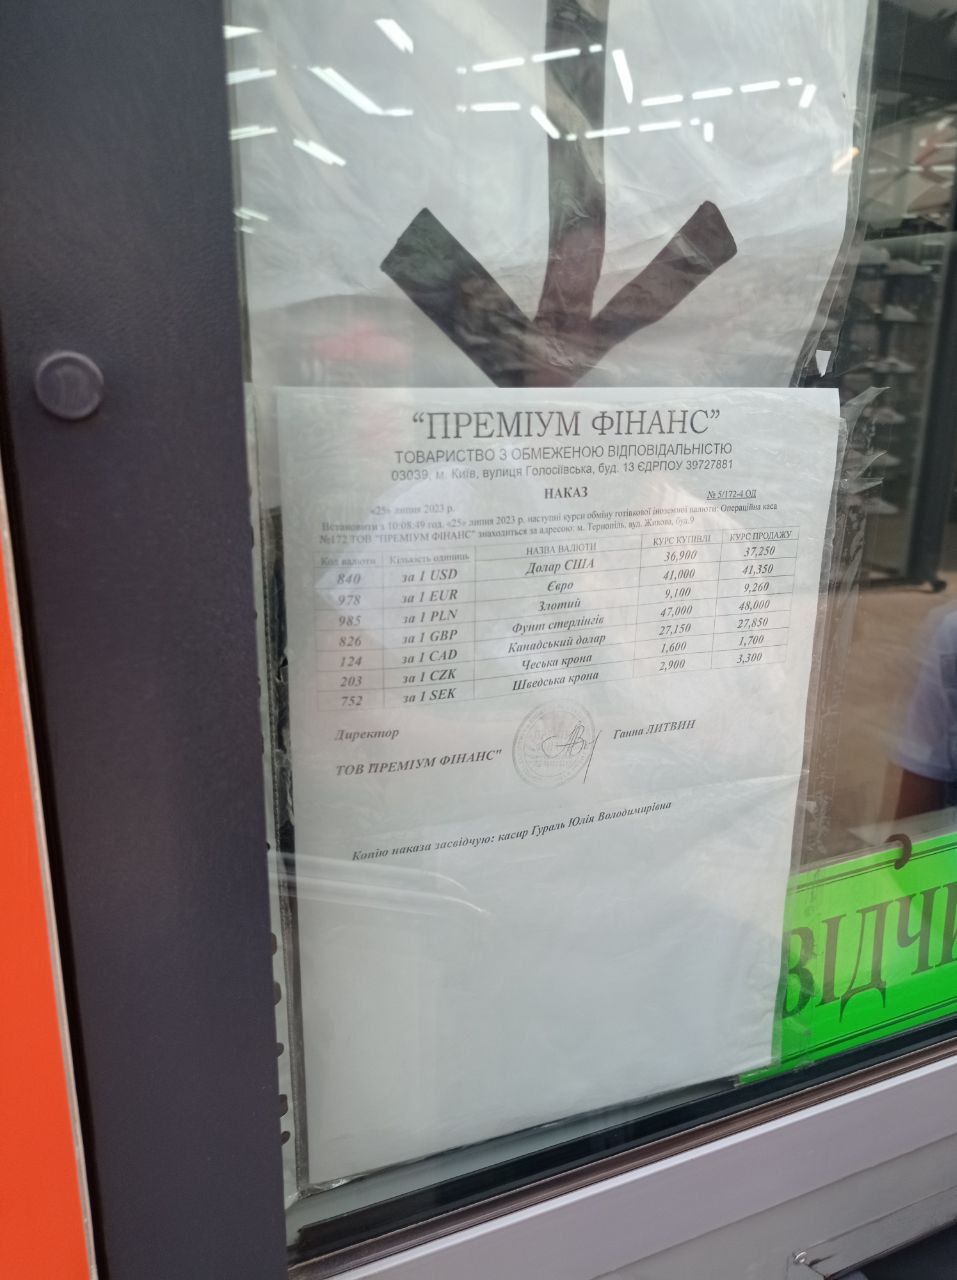 “ПРЕМІУМ ФІНАНС”
ТОВАРИСТВО З ОБМЕЖЕНОЮ ВІДПОВІДАЛЬНІСТЮ
03039, м. Київ, вулиця Голосіївська, буд. 13 ЄДРПОУ 39727881
НАКАЗ
№ 5/172-4 ОД
«25» липня 2023 р.
Встановити з 10:08:49 год. «25» липня 2023 р. наступні курси обміну готівкової іноземної валюти: Операційна каса
№172 ТОВ "ПРЕМІУМ ФІНАНС" знаходиться за адресою: м. Тернопіль, вул. Живова, буд.9
Код валюти Кількість одиниць НАЗВА ВАЛЮТИ КУРС КУПІВЛІ КУРС ПРОДАЖУ
840 за 1 USD Долар США 36,900 37,250
978 за 1 EUR Євро 41,000 41,350
985 за 1 PLN Злотий 9,100 9,260
826 за 1 GBP Фунт стерлінгів 47,000 48,000
124 за 1 CAD Канадський долар 27,150 27,850
203 за 1 CZK Чеська крона 1,600 1,700
752 за 1 SEK Шведська крона 2,900 3,300
Директор
ТОВ "ПРЕМІУМ ФІНАНС"
Ганна ЛИТВИН
Копію наказа засвідчую: касир Гураль Юлія Володимирівна
ВІДЧИ